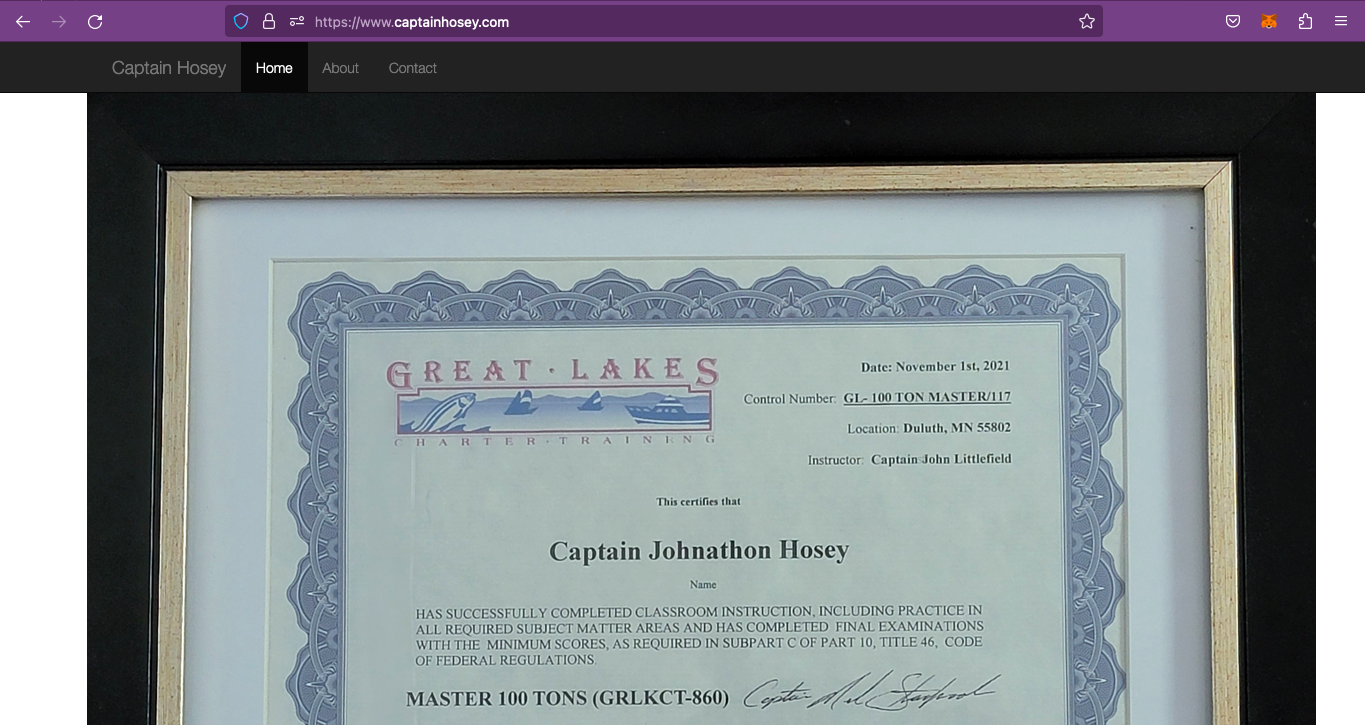 https://www.captainhosey.com
Captain Hosey Home About Contact
GREAT · LAKES
CHARTER · TRAINING
Date: November 1st, 2021
Control Number: GL- 100 TON MASTER/117
Location: Duluth, MN 55802
Instructor: Captain John Littlefield
This certifies that
Captain Johnathon Hosey
Name
HAS SUCCESSFULLY COMPLETED CLASSROOM INSTRUCTION, INCLUDING PRACTICE IN
ALL REQUIRED SUBJECT MATTER AREAS AND HAS COMPLETED FINAL EXAMINATIONS
WITH THE MINIMUM SCORES, AS REQUIRED IN SUBPART C OF PART 10, TITLE 46, CODE
OF FEDERAL REGULATIONS.
MASTER 100 TONS (GRLKCT-860) Captain